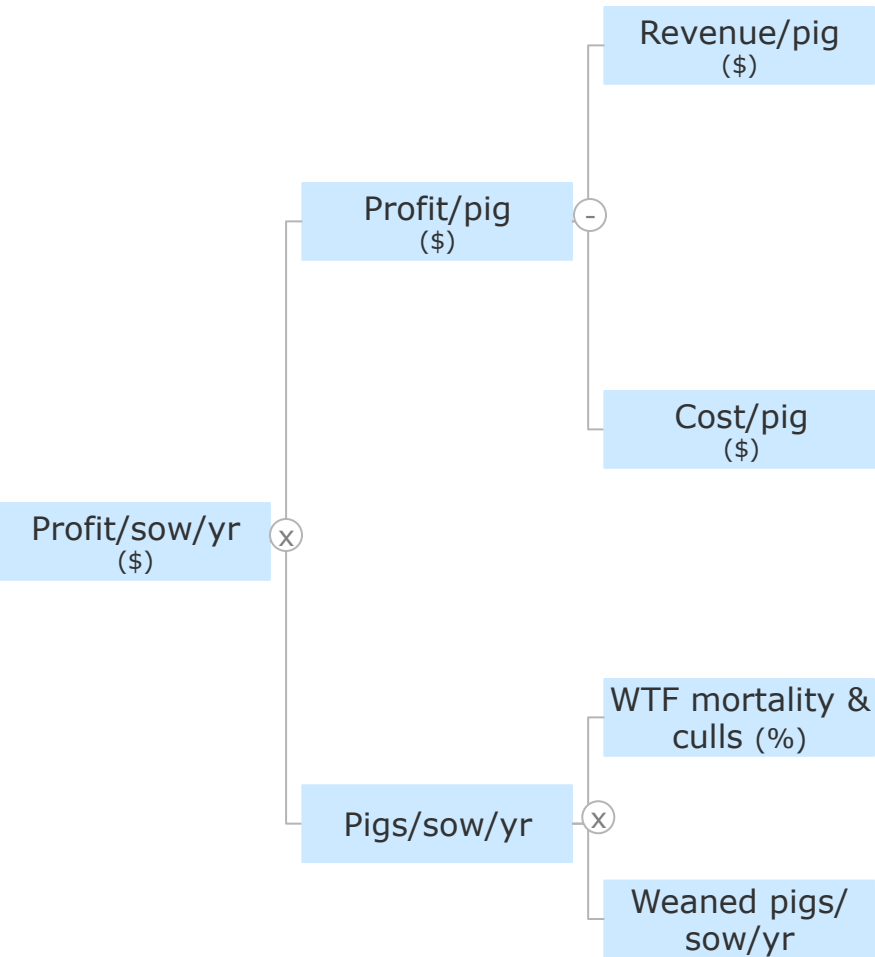 Revenue/pig
($)
Profit/pig
($)
-
Cost/pig
($)
Profit/sow/yr
($)
x
WTF mortality &
culls (%)
Pigs/sow/yr
x
Weaned pigs/
sow/yr